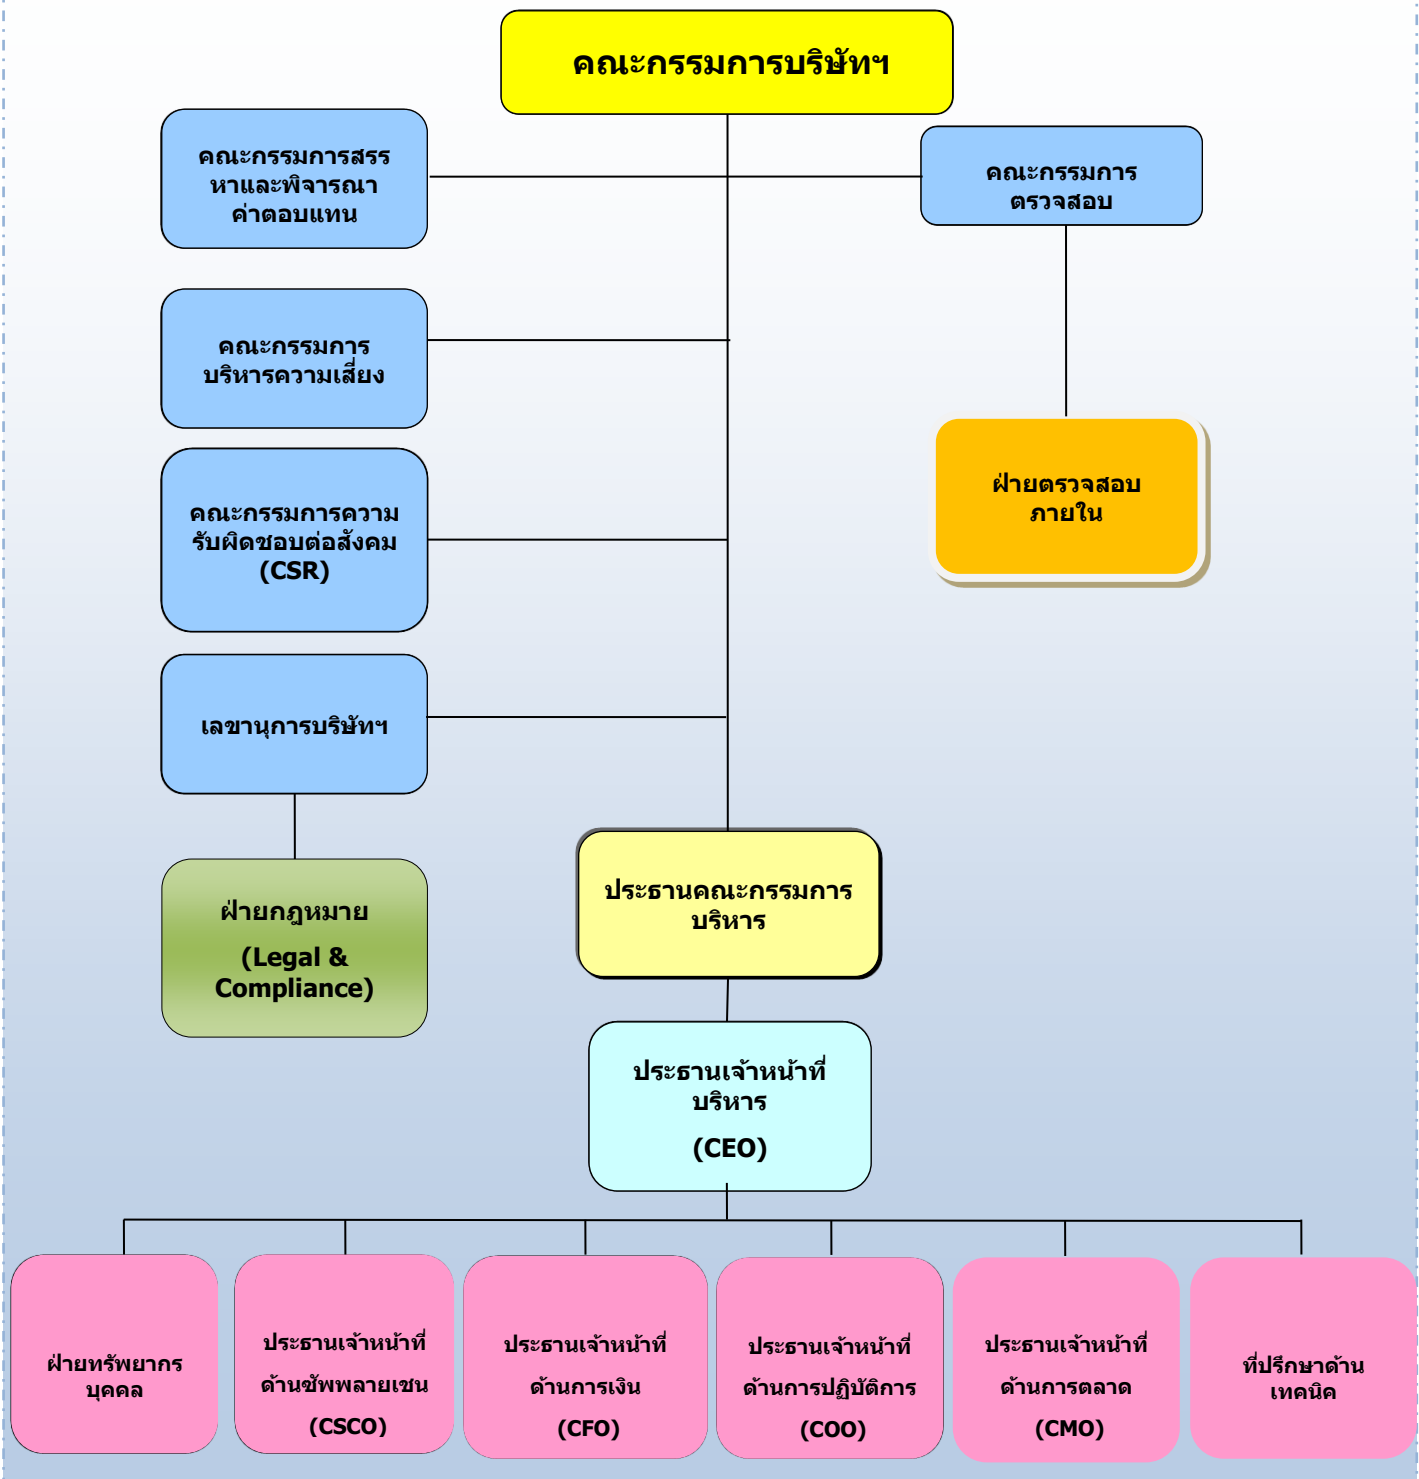 คณะกรรมการบริษัทฯ
คณะกรรมการสรร
หาและพิจารณา
ค่าตอบแทน
คณะกรรมการ
ตรวจสอบ
คณะกรรมการ
บริหารความเสี่ยง
ฝ่ายตรวจสอบ
ภายใน
คณะกรรมการความ
รับผิดชอบต่อสังคม
(CSR)
เลขานุการบริษัทฯ
ฝ่ายกฎหมาย
(Legal &
Compliance)
ประธานคณะกรรมการ
บริหาร
ประธานเจ้าหน้าที่
บริหาร
(CEO)
ฝ่ายทรัพยากร
บุคคล
ประธานเจ้าหน้าที่
ด้านซัพพลายเชน
(CSCO)
ประธานเจ้าหน้าที่
ด้านการเงิน
(CFO)
ประธานเจ้าหน้าที่
ด้านการปฏิบัติการ
(COO)
ประธานเจ้าหน้าที่
ด้านการตลาด
(CMO)
ที่ปรึกษาด้าน
เทคนิค